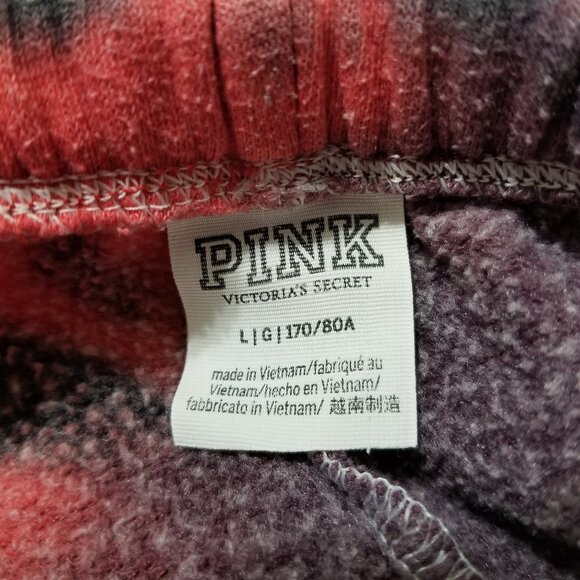 PINK
VICTORIA'S SECRET
L|G|170/80A
made in Vietnam/fabriqué au
Vietnam/hecho en Vietnam/
fabbricato in Vietnam/ 越南制造